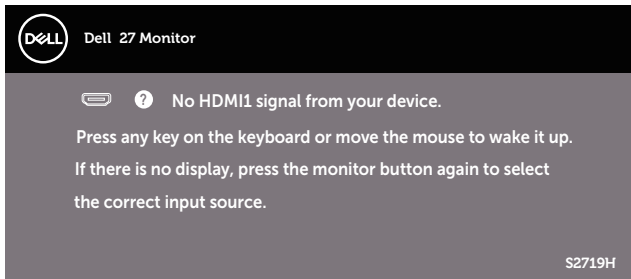 DELL
Dell 27 Monitor
? No HDMI1 signal from your device.
Press any key on the keyboard or move the mouse to wake it up.
If there is no display, press the monitor button again to select
the correct input source.
S2719H